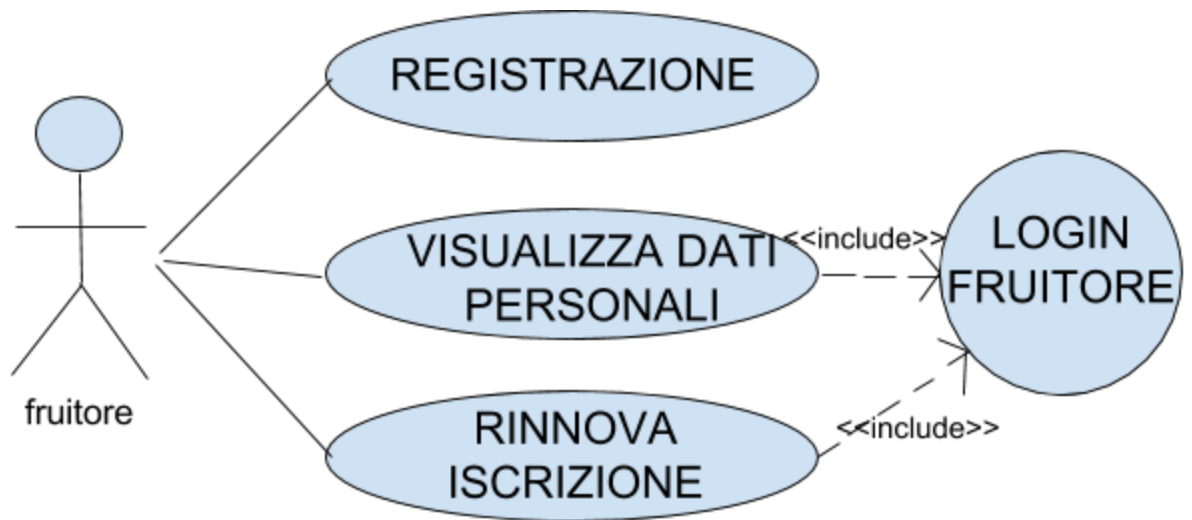 REGISTRAZIONE
VISUALIZZA DATI
PERSONALI
<<include>>
LOGIN
FRUITORE
fruitore
RINNOVA
ISCRIZIONE
<<include>>